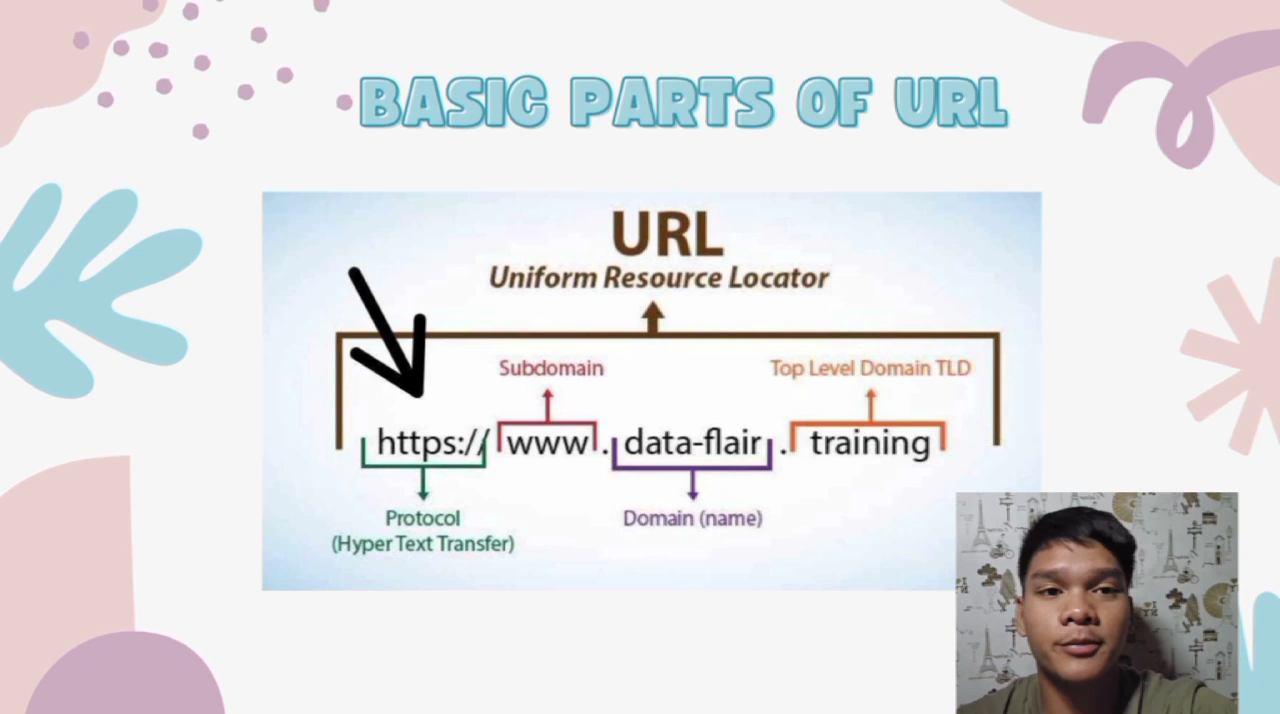 BASIC PARTS OF URL
URL
Uniform Resource Locator
Subdomain
Top Level Domain TLD
https:// www . data-flair . training
Protocol
(Hyper Text Transfer)
Domain (name)